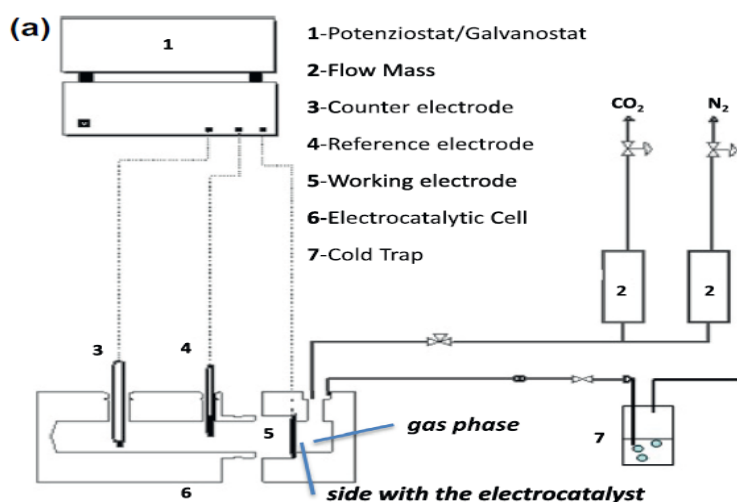 (a)
1
1-Potenziostat/Galvanostat
2-Flow Mass
3-Counter electrode
4-Reference electrode
5-Working electrode
6-Electrocatalytic Cell
7-Cold Trap
CO₂ N₂
2 2
3 4
5
gas phase
7
6
side with the electrocatalyst